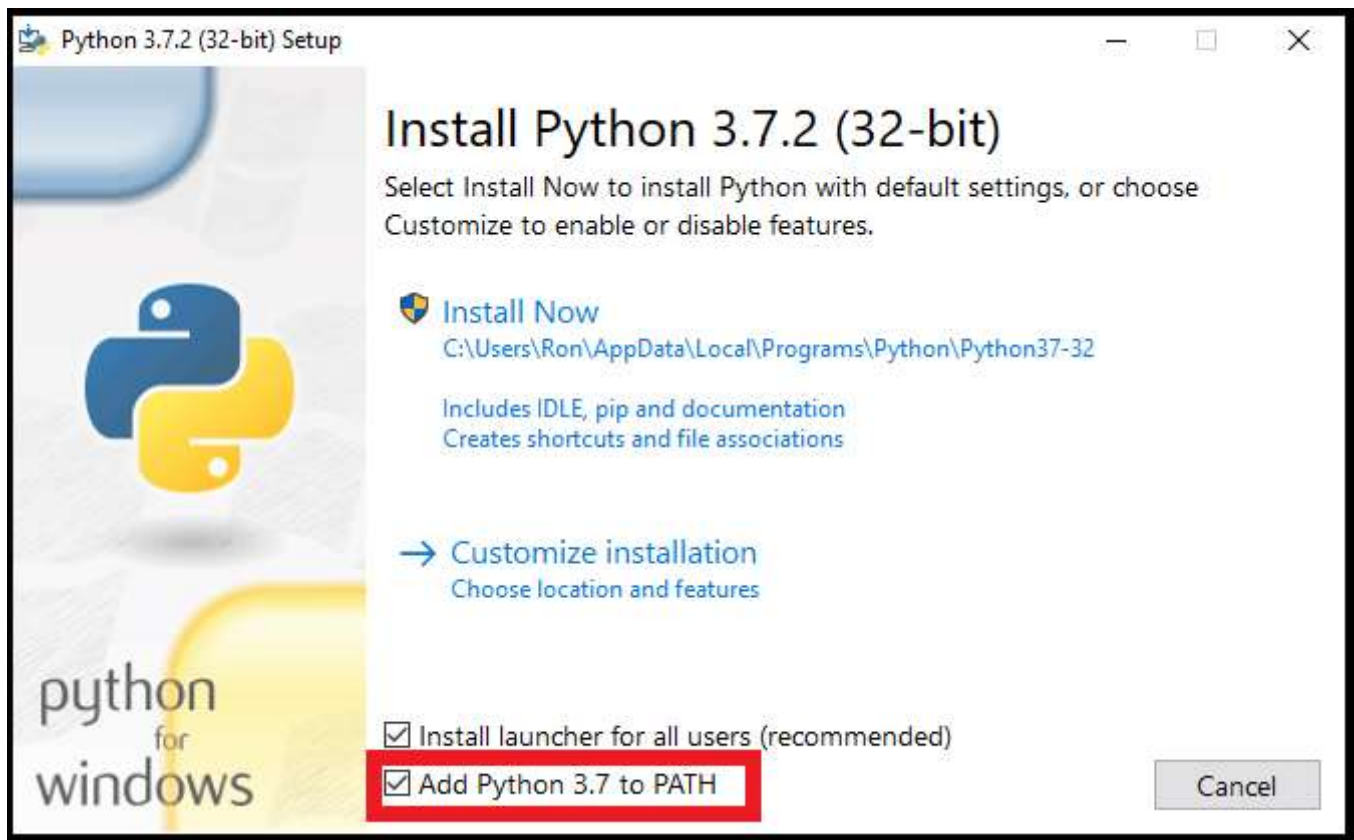 Python 3.7.2 (32-bit) Setup
Install Python 3.7.2 (32-bit)
Select Install Now to install Python with default settings, or choose
Customize to enable or disable features.
Install Now
C:\Users\Ron\AppData\Local\Programs\Python\Python37-32
Includes IDLE, pip and documentation
Creates shortcuts and file associations
Customize installation
Choose location and features
python
for
windows
Install launcher for all users (recommended)
Add Python 3.7 to PATH
Cancel